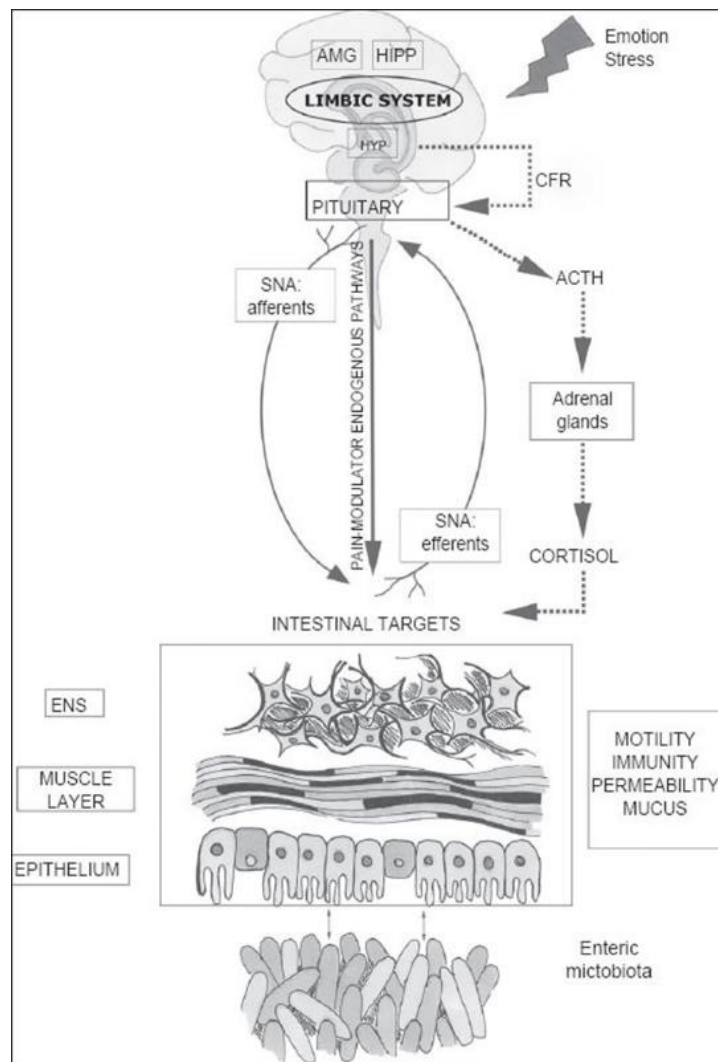 Emotion
Stress
AMG
HIPP
LIMBIC SYSTEM
HYP
CFR
PITUITARY
SNA:
afferents
PAIN-MODULATOR ENDOGENOUS PATHWAYS
ACTH
Adrenal
glands
SNA:
efferents
CORTISOL
INTESTINAL TARGETS
ENS
MUSCLE
LAYER
EPITHELIUM
MOTILITY
IMMUNITY
PERMEABILITY
MUCUS
Enteric
mictobiota